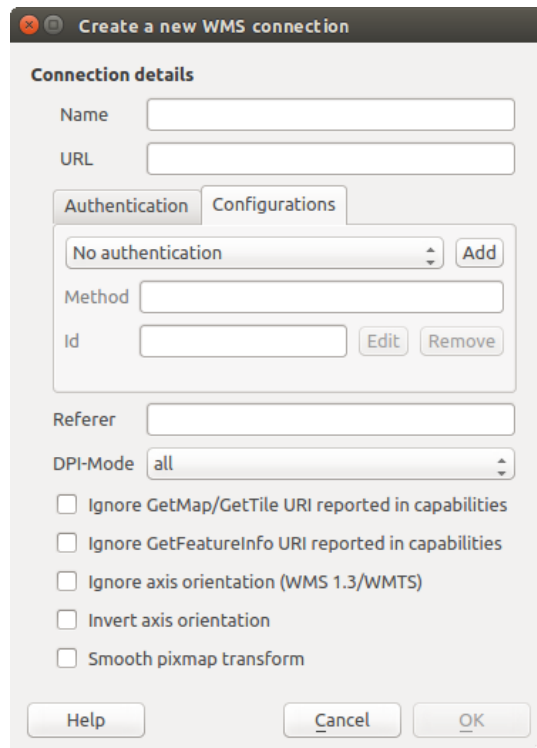 Create a new WMS connection
Connection details
Name
URL
Authentication Configurations
No authentication Add
Method
Id Edit Remove
Referer
DPI-Mode all
Ignore GetMap/GetTile URI reported in capabilities
Ignore GetFeatureInfo URI reported in capabilities
Ignore axis orientation (WMS 1.3/WMTS)
Invert axis orientation
Smooth pixmap transform
Help Cancel OK